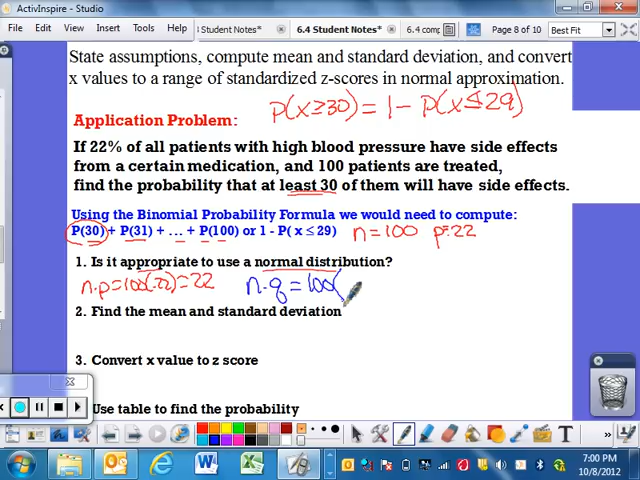 ActivInspire
File Edit View Insert Tools Help Page 8 of 10 Best Fit
6.4 Student Notes* 6.4 Student Notes* 6.4 comp
State assumptions, compute mean and standard deviation, and convert
x values to a range of standardized z-scores in normal approximation.
P(x≥30) = 1 - P(x≤29)
Application Problem:
If 22% of all patients with high blood pressure have side effects
from a certain medication, and 100 patients are treated,
find the probability that at least 30 of them will have side effects.
Using the Binomial Probability Formula we would need to compute:
P(30) + P(31) + ... + P(100) or 1 - P( x ≤ 29) n=100 p=.22
1. Is it appropriate to use a normal distribution?
n·p=100(.22)=22 n·q=100(
2. Find the mean and standard deviation
3. Convert x value to z score
Use table to find the probability
7:00 PM
10/8/2012